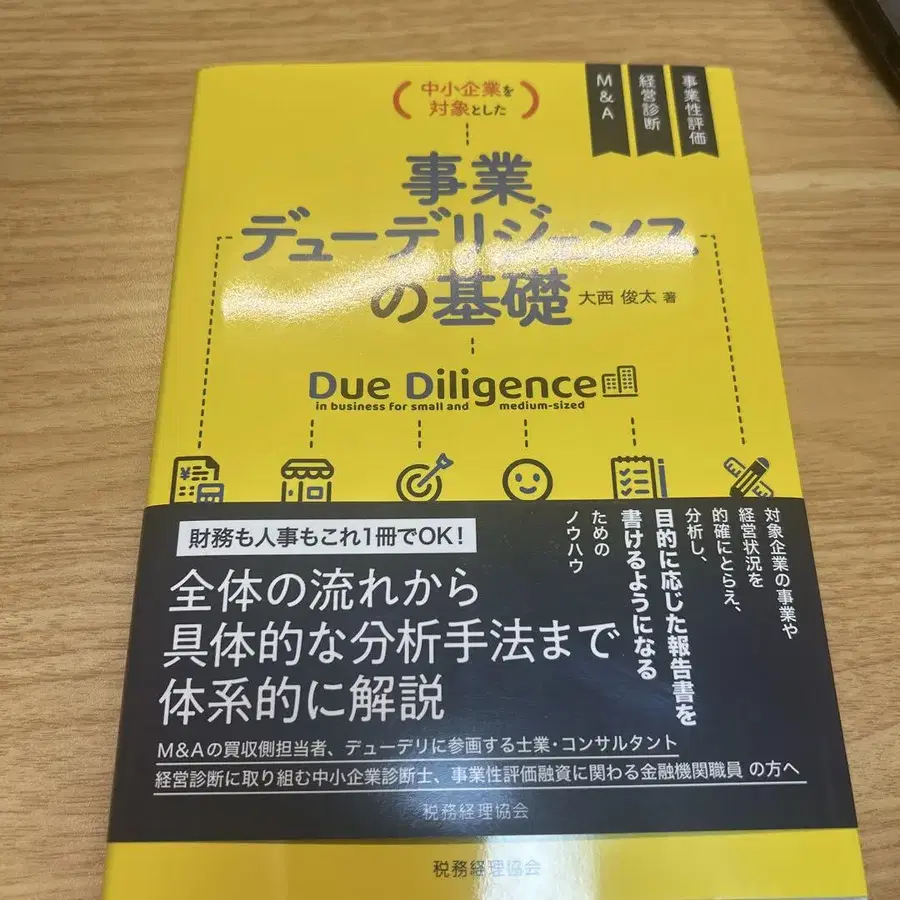 (中小企業を
対象とした)
M&A
経営診断
事業性評価
事業
デューデリジェンス
の基礎
大西 俊太 著
Due Diligence
in business for small and medium-sized
¥
対象企業の事業や
経営状況を
的確にとらえ、
分析し、
目的に応じた報告書を
書けるようになる
ための
ノウハウ
財務も人事もこれ1冊でOK!
全体の流れから
具体的な分析手法まで
体系的に解説
M&Aの買収側担当者、デューデリに参画する士業・コンサルタント
経営診断に取り組む中小企業診断士、事業性評価融資に関わる金融機関職員 の方へ
税務経理協会
税務経理協会